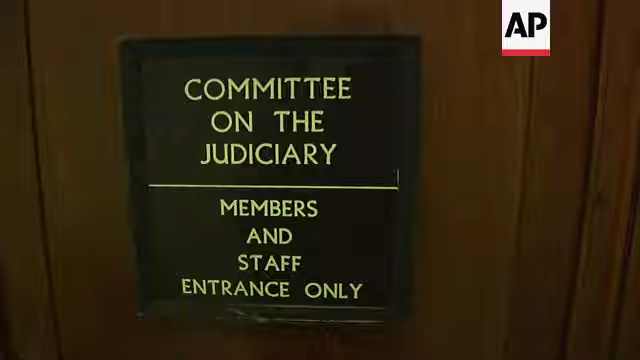 AP
COMMITTEE
ON THE
JUDICIARY
MEMBERS
AND
STAFF
ENTRANCE ONLY